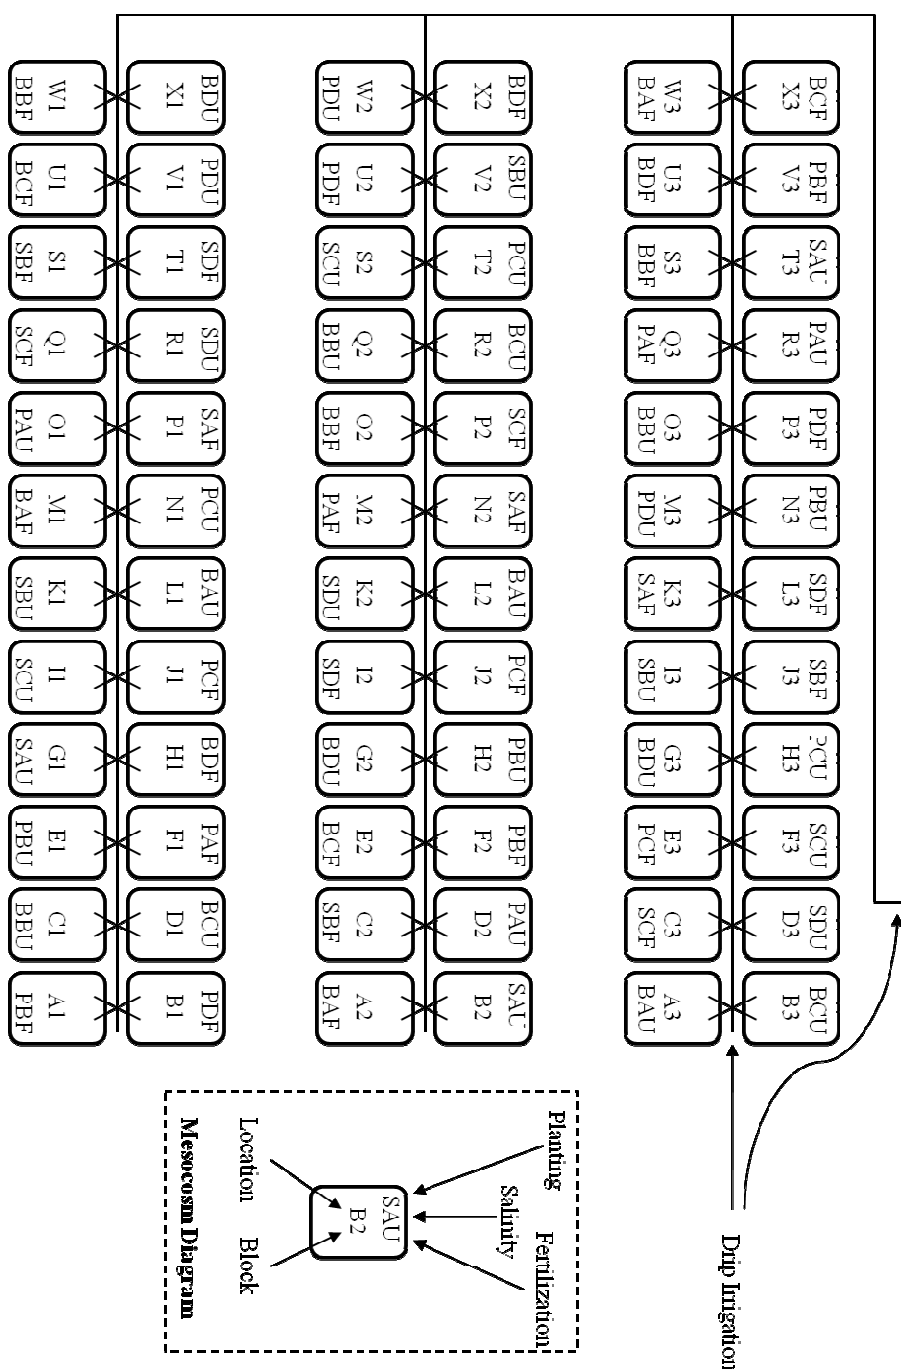 Drip Irrigation
BCF
X3
PBF
V3
SAU
T3
PAU
R3
PDF
P3
PBU
N3
SDF
L3
SBF
J3
PCU
H3
SCU
F3
SDU
D3
BCU
B3
W3
BAF
U3
BDF
S3
BBF
Q3
PAF
O3
BBU
M3
PDU
K3
SAF
I3
SBU
G3
BDU
E3
PCF
C3
SCF
A3
BAU
BDF
X2
SBU
V2
PCU
T2
BCU
R2
SCF
P2
SAF
N2
BAU
L2
PCF
J2
PBU
H2
PBF
F2
PAU
D2
SAU
B2
W2
PDU
U2
PDF
S2
SCU
Q2
BBU
O2
BBF
M2
PAF
K2
SDU
I2
SDF
G2
BDU
E2
BCF
C2
SBF
A2
BAF
BDU
X1
PDU
V1
SDF
T1
SDU
R1
SAF
P1
PCU
N1
BAU
L1
PCF
J1
BDF
H1
PAF
F1
BCU
D1
PDF
B1
W1
BBF
U1
BCF
S1
SBF
Q1
SCF
O1
PAU
M1
BAF
K1
SBU
I1
SCU
G1
SAU
E1
PBU
C1
BBU
A1
PBF
Planting
Fertilization
Salinity
SAU
B2
Location
Block
Mesocosm Diagram